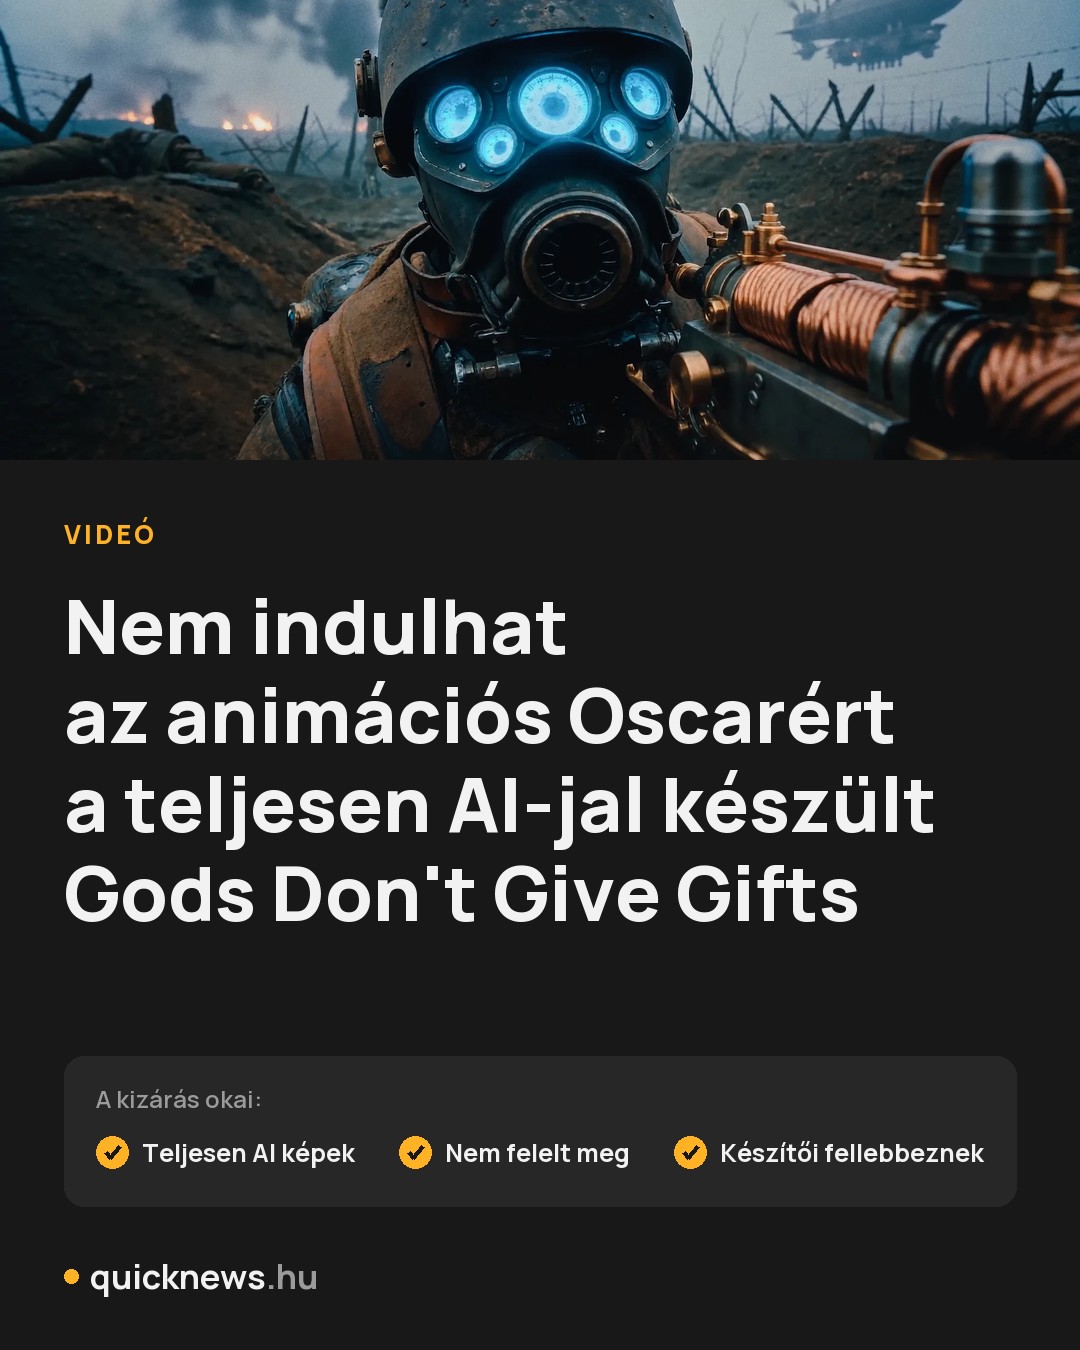 VIDEÓ
Nem indulhat
az animációs Oscarért
a teljesen AI-jal készült
Gods Don't Give Gifts
A kizárás okai:
Teljesen AI képek
Nem felelt meg
Készítői fellebbeznek
quicknews.hu